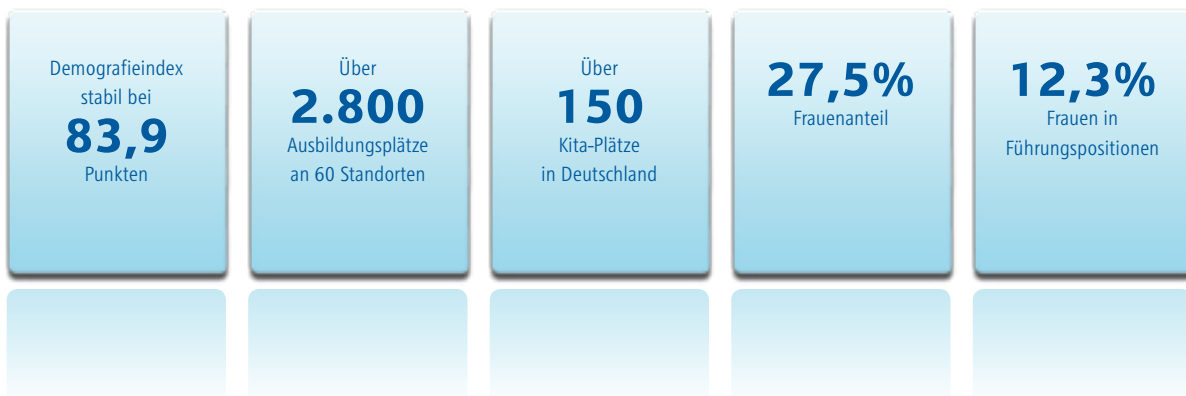 Demografieindex
stabil bei
83,9
Punkten
Über
2.800
Ausbildungsplätze
an 60 Standorten
Über
150
Kita-Plätze
in Deutschland
27,5%
Frauenanteil
12,3%
Frauen in
Führungspositionen